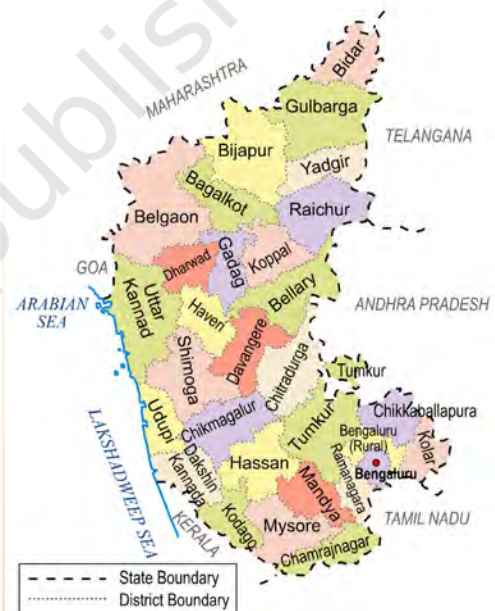 Bidar
MAHARASHTRA
Gulbarga
TELANGANA
Bijapur
Yadgir
Bagalkot
Raichur
Belgaon
Gadag
Koppal
Dharwad
GOA
Uttar
Kannad
Bellary
ARABIAN
SEA
ANDHRA PRADESH
Haveri
Davangere
Shimoga
Chitradurga
Tumkur
Udupi
Chikmagalur
Tumkur
Chikkaballapura
Bengaluru
(Rural)
Kolar
LAKSHADWEEP SEA
Dakshin
Kannada
Hassan
Ramanagara
Bengaluru
Mandya
KERALA
Kodago
Mysore
TAMIL NADU
Chamrajnagar
State Boundary
District Boundary
publis